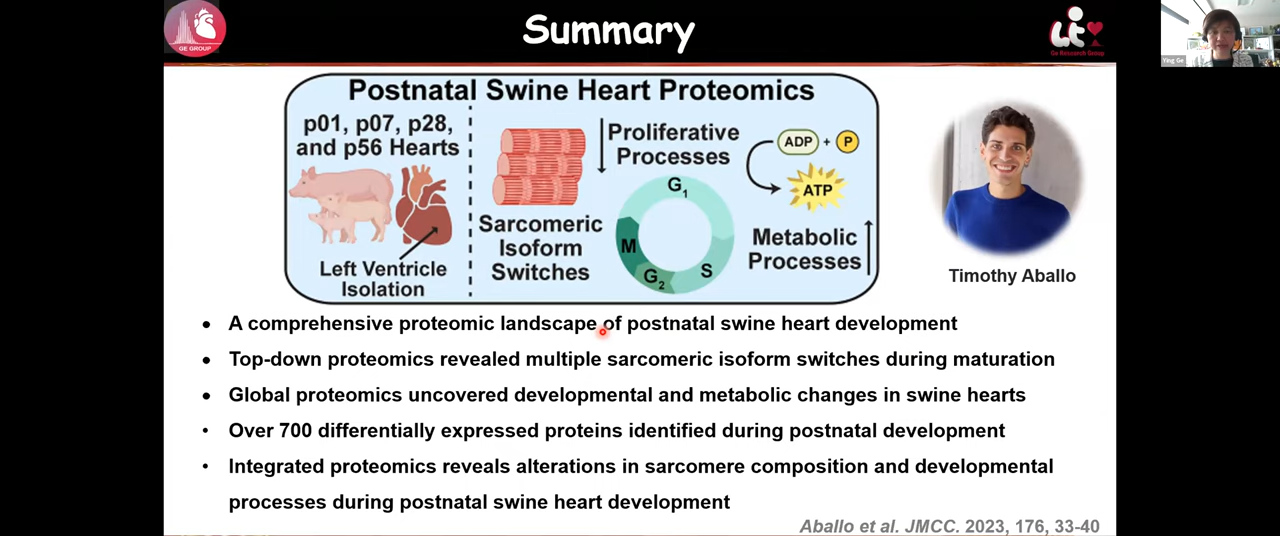 Summary
GE GROUP
Ge Research Group
Ying Ge
Postnatal Swine Heart Proteomics
p01, p07, p28,
and p56 Hearts
Left Ventricle
Isolation
Sarcomeric
Isoform
Switches
Proliferative
Processes
G1
S
G2
M
ADP + P
ATP
Metabolic
Processes
Timothy Aballo
• A comprehensive proteomic landscape of postnatal swine heart development
• Top-down proteomics revealed multiple sarcomeric isoform switches during maturation
• Global proteomics uncovered developmental and metabolic changes in swine hearts
• Over 700 differentially expressed proteins identified during postnatal development
• Integrated proteomics reveals alterations in sarcomere composition and developmental
processes during postnatal swine heart development
Aballo et al. JMCC. 2023, 176, 33-40